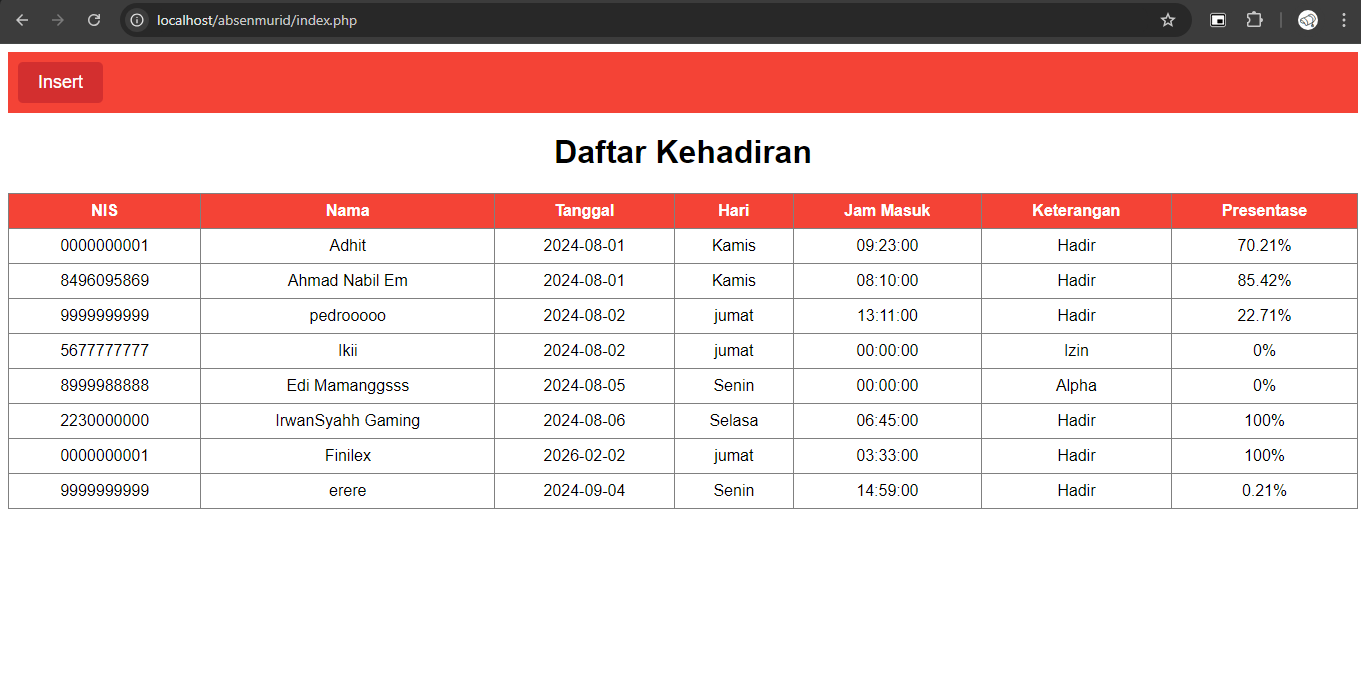 localhost/absenmurid/index.php
Insert
Daftar Kehadiran
NIS Nama Tanggal Hari Jam Masuk Keterangan Presentase
0000000001 Adhit 2024-08-01 Kamis 09:23:00 Hadir 70.21%
8496095869 Ahmad Nabil Em 2024-08-01 Kamis 08:10:00 Hadir 85.42%
9999999999 pedrooooo 2024-08-02 jumat 13:11:00 Hadir 22.71%
5677777777 Ikii 2024-08-02 jumat 00:00:00 Izin 0%
8999988888 Edi Mamanggsss 2024-08-05 Senin 00:00:00 Alpha 0%
2230000000 IrwanSyahh Gaming 2024-08-06 Selasa 06:45:00 Hadir 100%
0000000001 Finilex 2026-02-02 jumat 03:33:00 Hadir 100%
9999999999 erere 2024-09-04 Senin 14:59:00 Hadir 0.21%